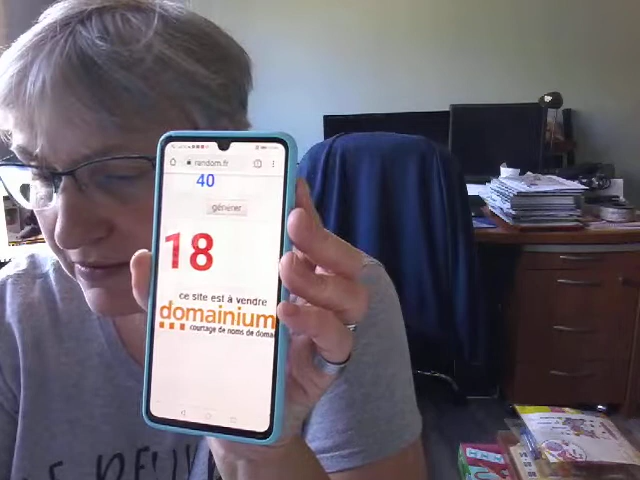 random.fr
40
générer
18
ce site est à vendre
domainium
courtage de noms de doma